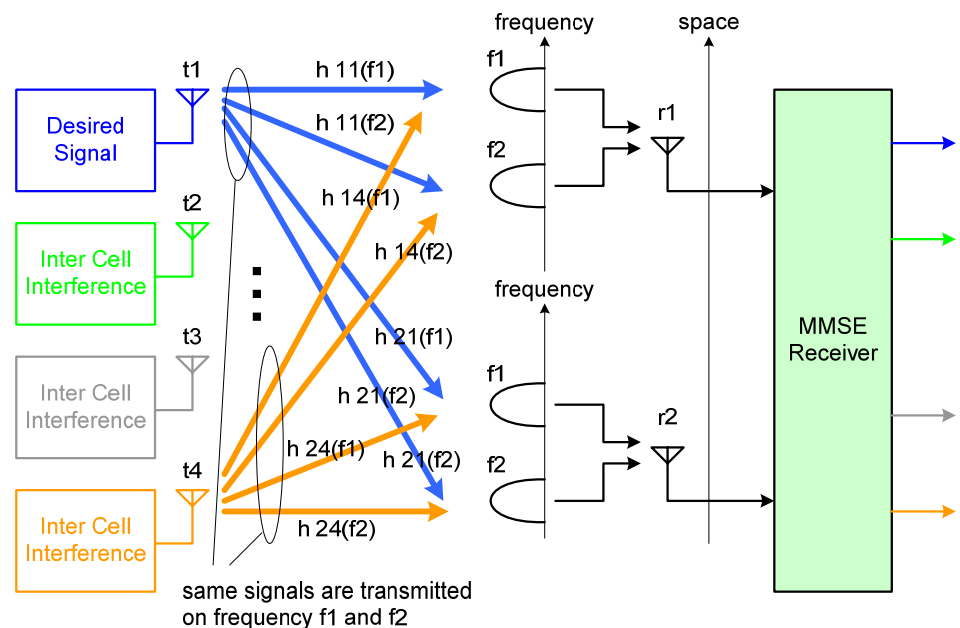 frequency
space
t1
h 11(f1)
f1
Desired
Signal
h 11(f2)
r1
f2
t2
h 14(f1)
Inter Cell
Interference
h 14(f2)
frequency
t3
h 21(f1)
MMSE
Receiver
Inter Cell
Interference
f1
h 21(f2)
r2
t4
h 24(f1)
h 21(f2)
f2
Inter Cell
Interference
h 24(f2)
same signals are transmitted
on frequency f1 and f2